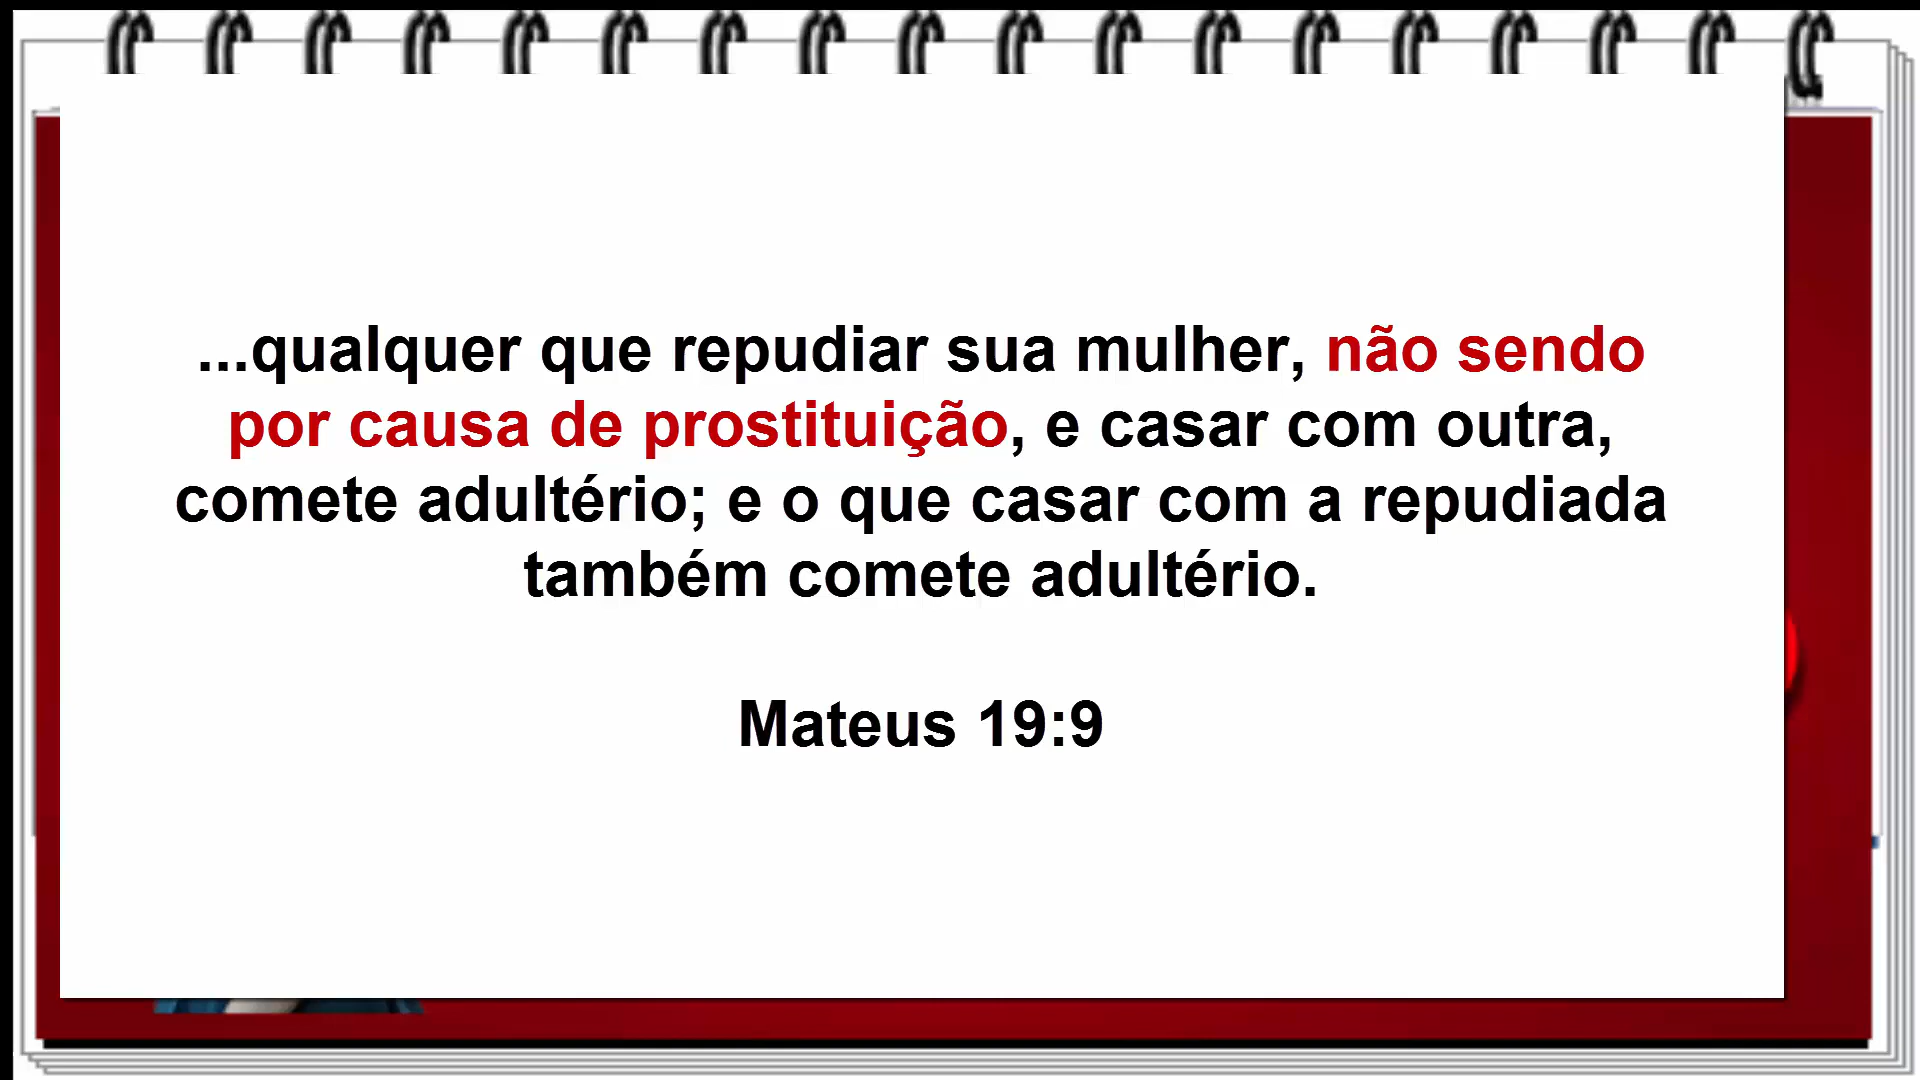 ...qualquer que repudiar sua mulher, não sendo
por causa de prostituição, e casar com outra,
comete adultério; e o que casar com a repudiada
também comete adultério.
Mateus 19:9